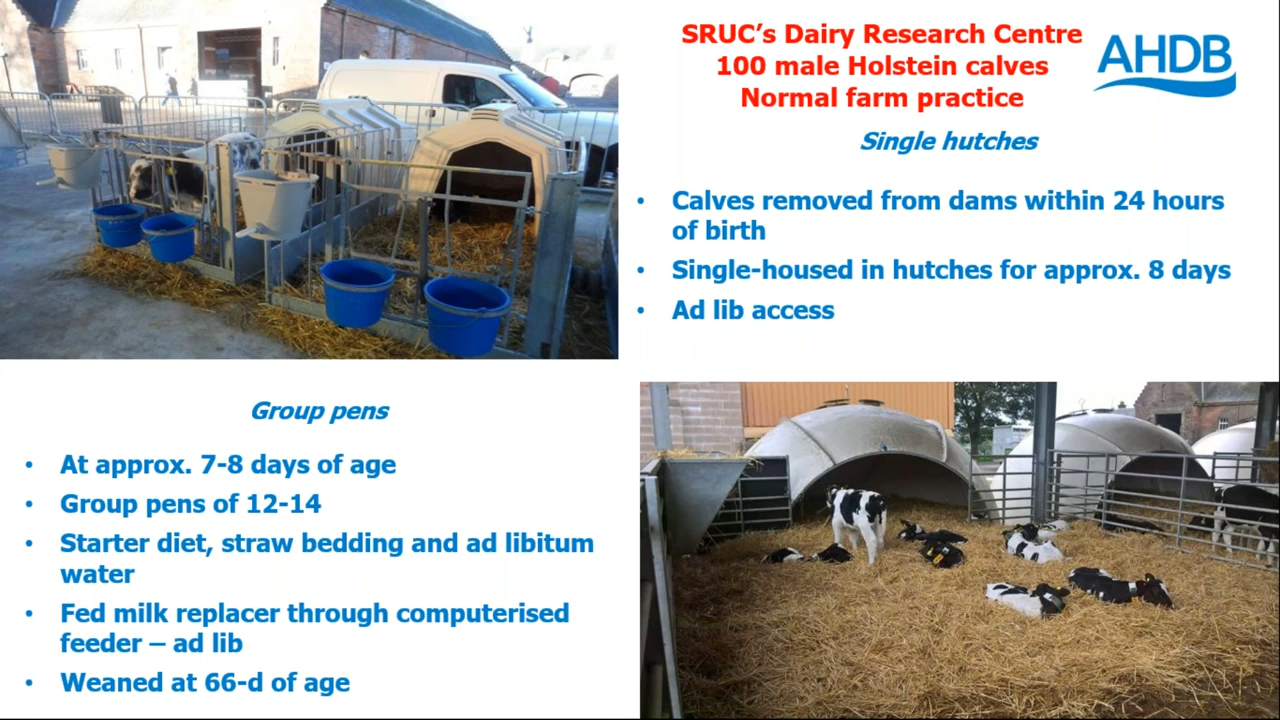 SRUC's Dairy Research Centre
100 male Holstein calves
Normal farm practice
AHDB
Single hutches
• Calves removed from dams within 24 hours
of birth
• Single-housed in hutches for approx. 8 days
• Ad lib access
Group pens
• At approx. 7-8 days of age
• Group pens of 12-14
• Starter diet, straw bedding and ad libitum
water
• Fed milk replacer through computerised
feeder – ad lib
• Weaned at 66-d of age